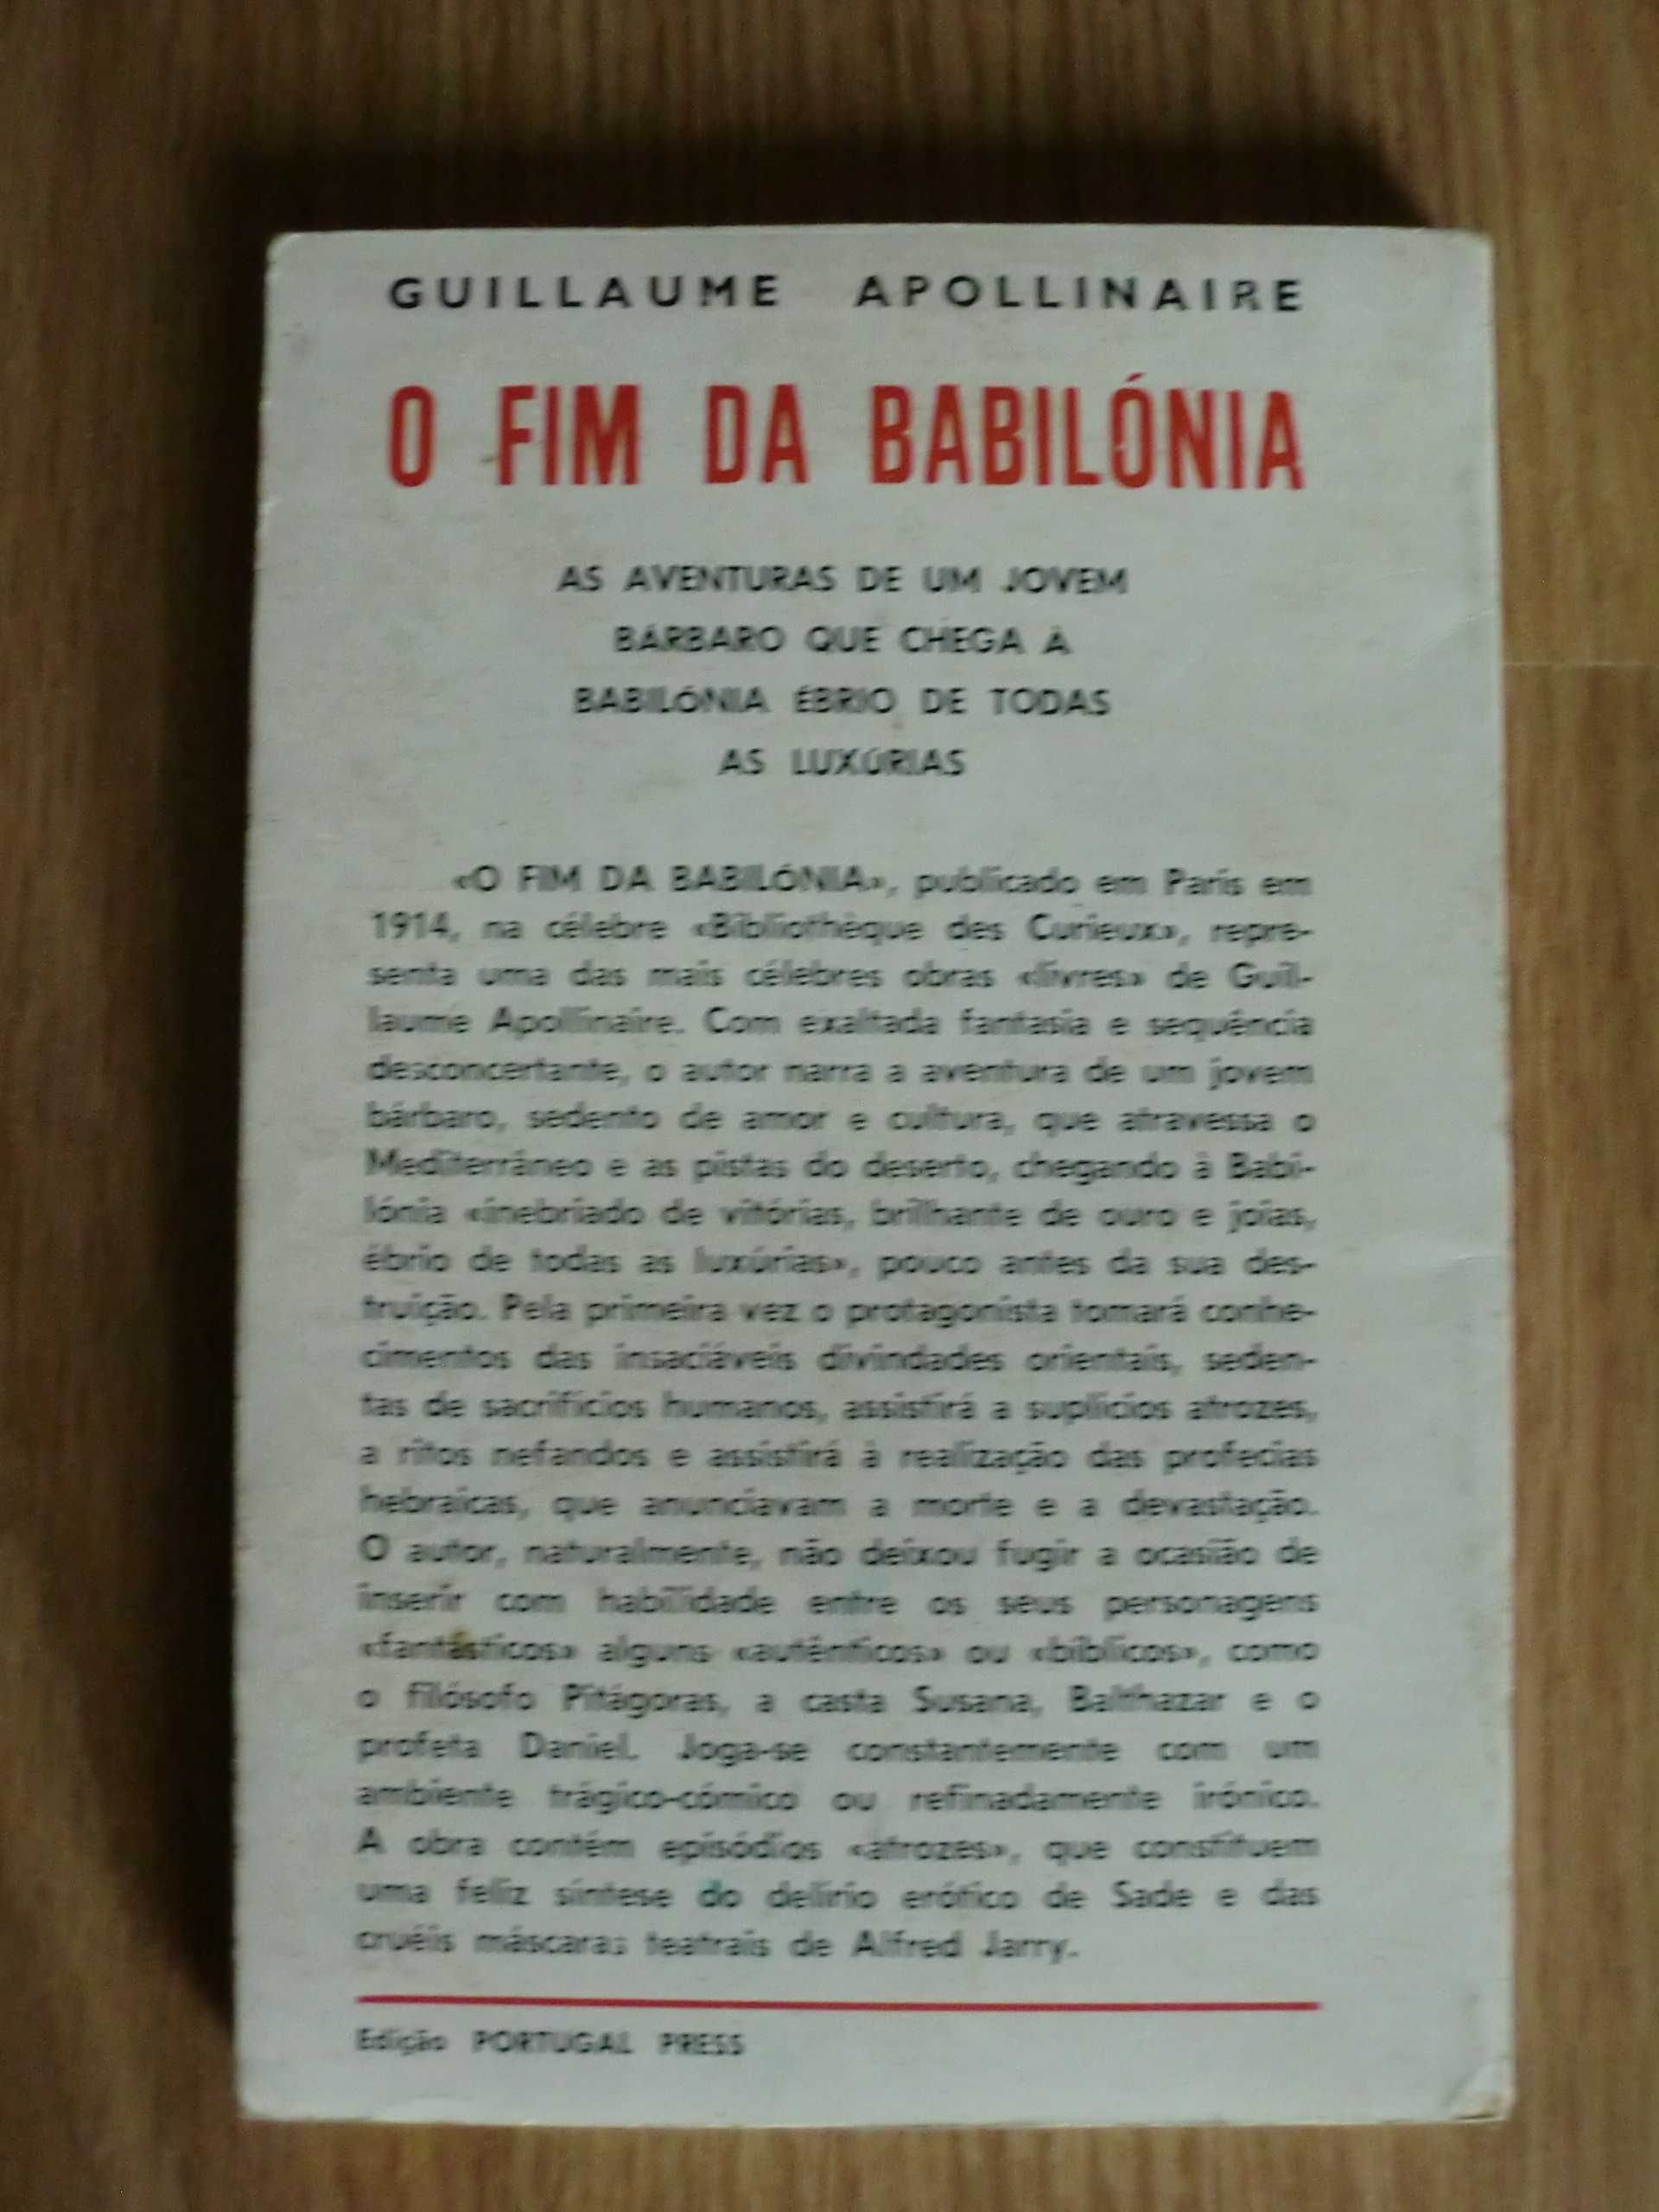 GUILLAUME APOLLINAIRE
O FIM DA BABILÓNIA
AS AVENTURAS DE UM JOVEM
BÁRBARO QUE CHEGA À
BABILÓNIA ÉBRIO DE TODAS
AS LUXÚRIAS
«O FIM DA BABILÓNIA», publicado em Paris em
1914, na célebre «Bibliothèque des Curieux», repre-
senta uma das mais célebres obras «livres» de Guil-
laume Apollinaire. Com exaltada fantasia e sequência
desconcertante, o autor narra a aventura de um jovem
bárbaro, sedento de amor e cultura, que atravessa o
Mediterrâneo e as pistas do deserto, chegando à Babi-
lónia «inebriado de vitórias, brilhante de ouro e joias,
ébrio de todas as luxúrias», pouco antes da sua des-
truição. Pela primeira vez o protagonista tomará conhe-
cimentos das insaciáveis divindades orientais, seden-
tas de sacrifícios humanos, assistirá a suplícios atrozes,
a ritos nefandos e assistirá à realização das profecias
hebraicas, que anunciavam a morte e a devastação.
O autor, naturalmente, não deixou fugir a ocasião de
inserir com habilidade entre os seus personagens
«fantásticos» alguns «autênticos» ou «bíblicos», como
o filósofo Pitágoras, a casta Susana, Balthazar e o
profeta Daniel. Joga-se constantemente com um
ambiente trágico-cómico ou refinadamente irónico.
A obra contém episódios «atrozes», que constituem
uma feliz síntese do delírio erótico de Sade e das
cruéis máscaras teatrais de Alfred Jarry.
Edição PORTUGAL PRESS